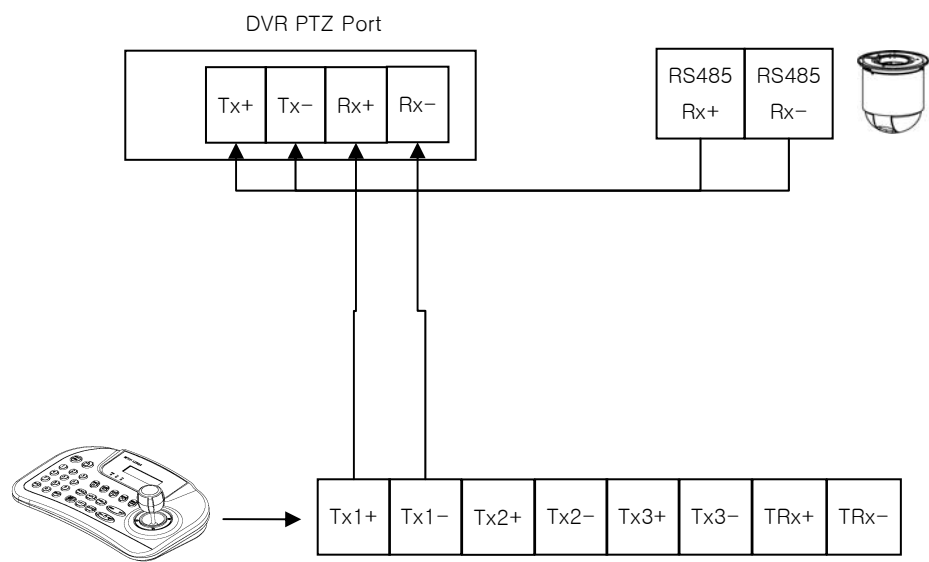 DVR PTZ Port
Tx+ Tx- Rx+ Rx-
RS485 RS485
Rx+ Rx-
Tx1+ Tx1- Tx2+ Tx2- Tx3+ Tx3- TRx+ TRx-